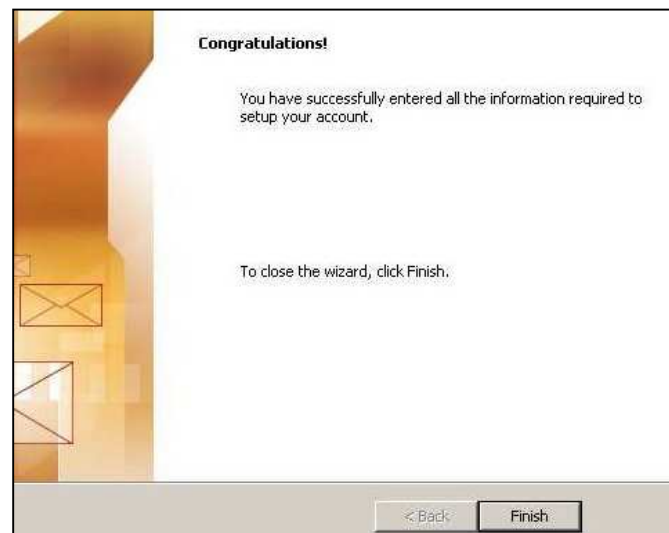 Congratulations!
You have successfully entered all the information required to
setup your account.
To close the wizard, click Finish.
< Back
Finish